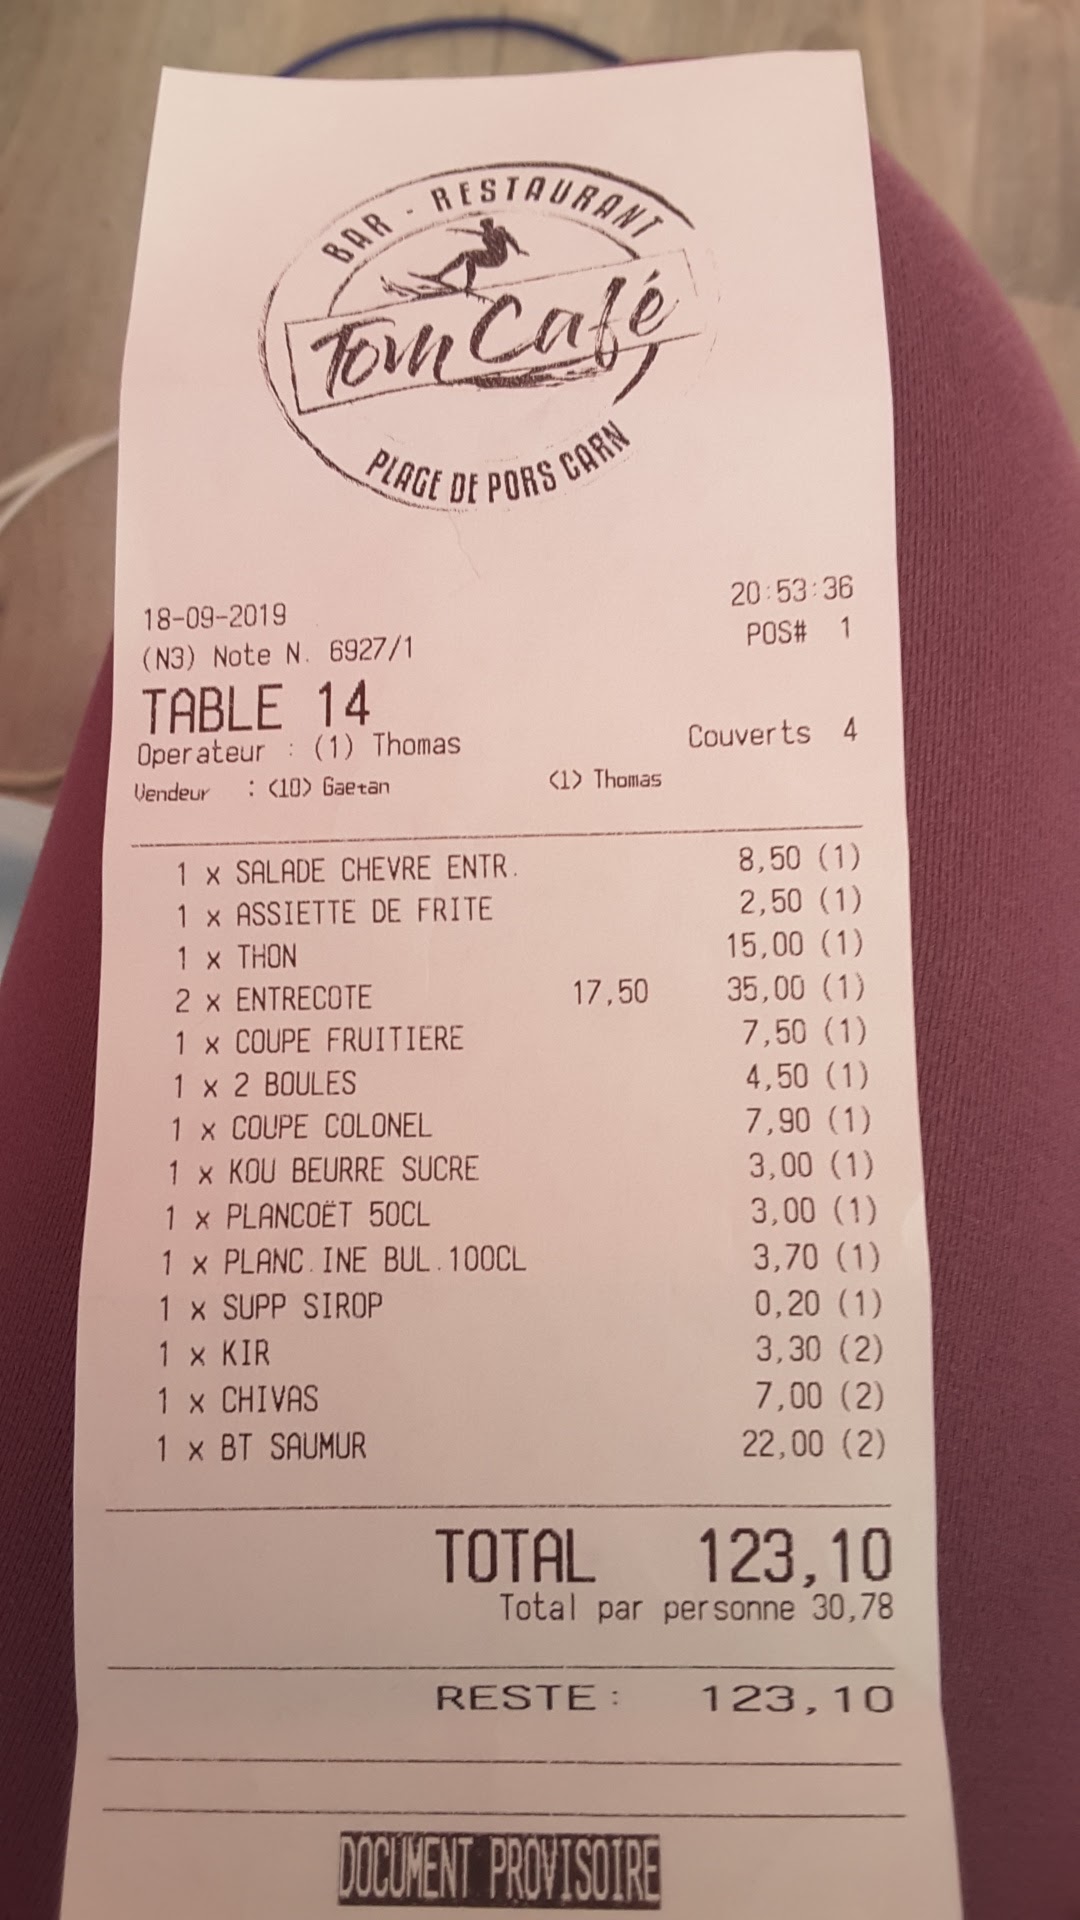 BAR - RESTAURANT
Tom Café
PLAGE DE PORS CARN
18-09-2019 20:53:36
(N3) Note N. 6927/1 POS# 1
TABLE 14
Couverts 4
Operateur : (1) Thomas
Vendeur : <10> Gaetan <1> Thomas
1 x SALADE CHEVRE ENTR. 8,50 (1)
1 x ASSIETTE DE FRITE 2,50 (1)
1 x THON 15,00 (1)
2 x ENTRECOTE 17,50 35,00 (1)
1 x COUPE FRUITIERE 7,50 (1)
1 x 2 BOULES 4,50 (1)
1 x COUPE COLONEL 7,90 (1)
1 x KOU BEURRE SUCRE 3,00 (1)
1 x PLANCOËT 50CL 3,00 (1)
1 x PLANC.INE BUL.100CL 3,70 (1)
1 x SUPP SIROP 0,20 (1)
1 x KIR 3,30 (2)
1 x CHIVAS 7,00 (2)
1 x BT SAUMUR 22,00 (2)
TOTAL 123,10
Total par personne 30,78
RESTE: 123,10
DOCUMENT PROVISOIRE